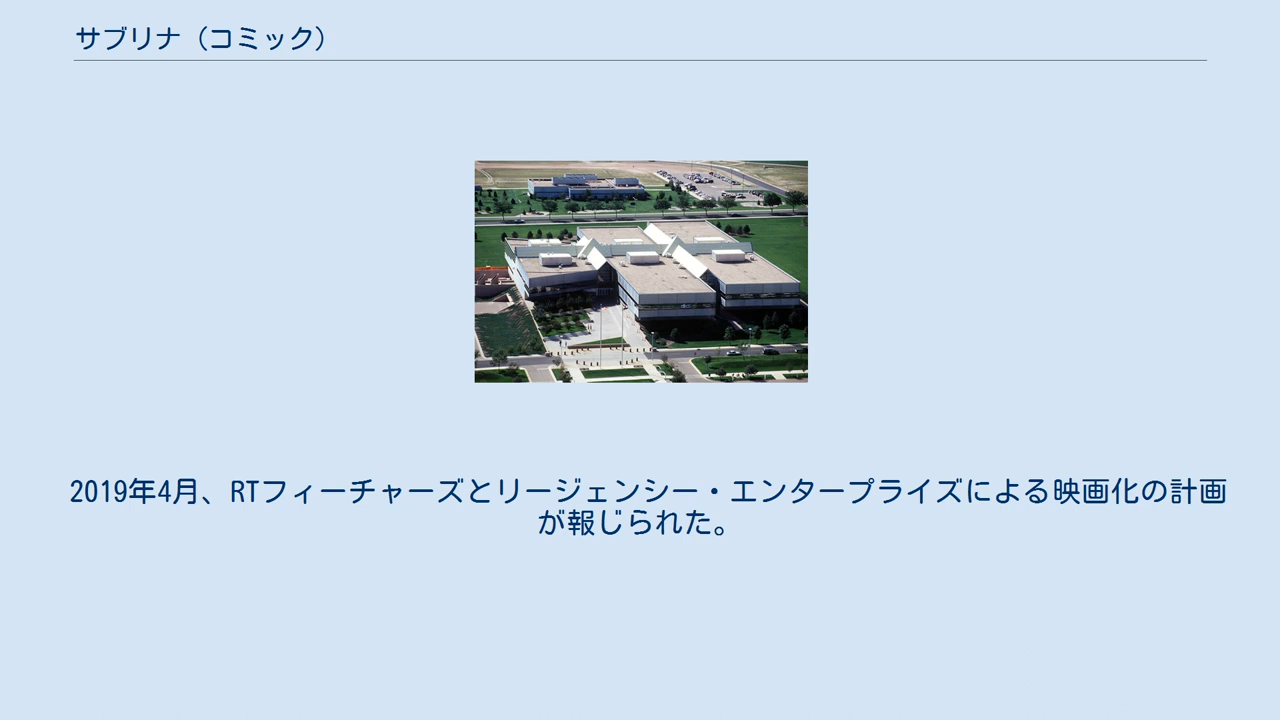 サブリナ（コミック）
2019年4月、RTフィーチャーズとリージェンシー・エンタープライズによる映画化の計画
が報じられた。